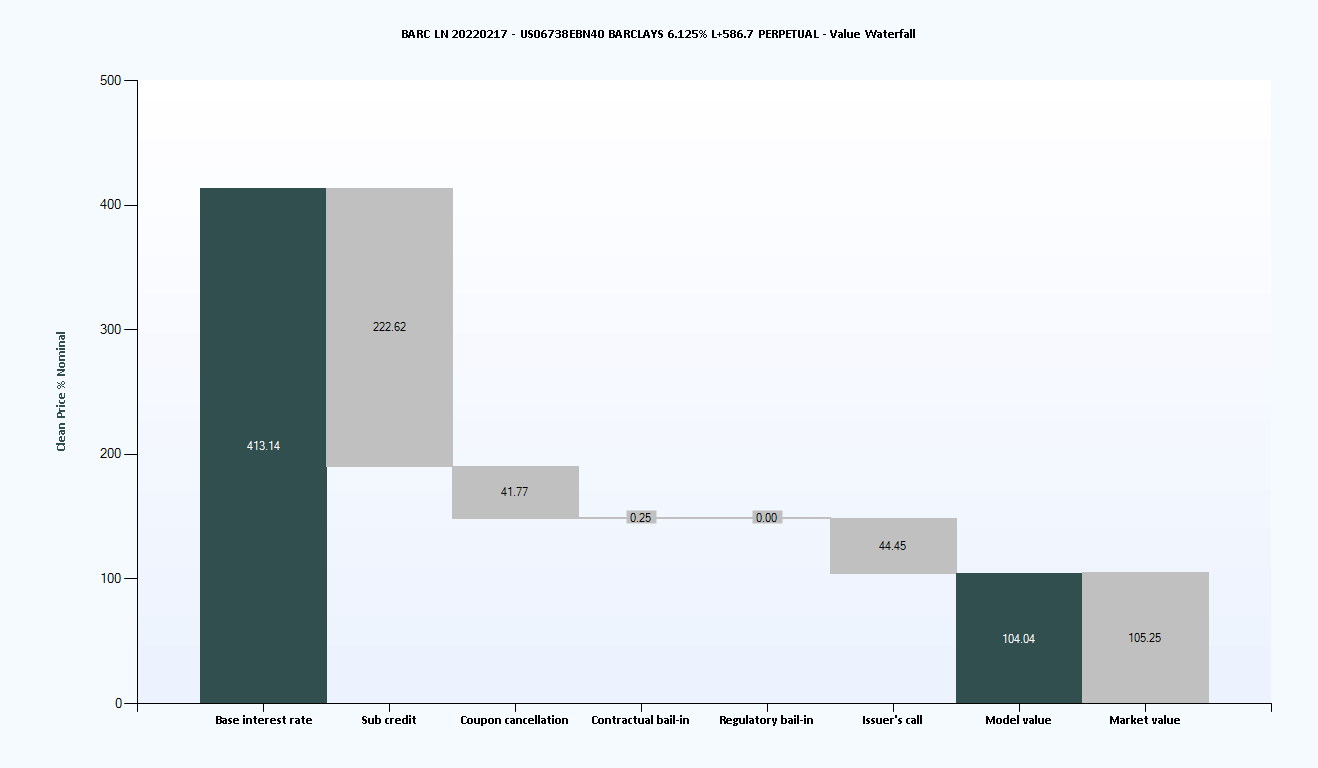 BARC LN 20220217 - US06738EBN40 BARCLAYS 6.125% L+586.7 PERPETUAL - Value Waterfall
500
400
300
200
100
0
Clean Price % Nominal
413.14
222.62
41.77
0.25
0.00
44.45
104.04
105.25
Base interest rate
Sub credit
Coupon cancellation
Contractual bail-in
Regulatory bail-in
Issuer's call
Model value
Market value